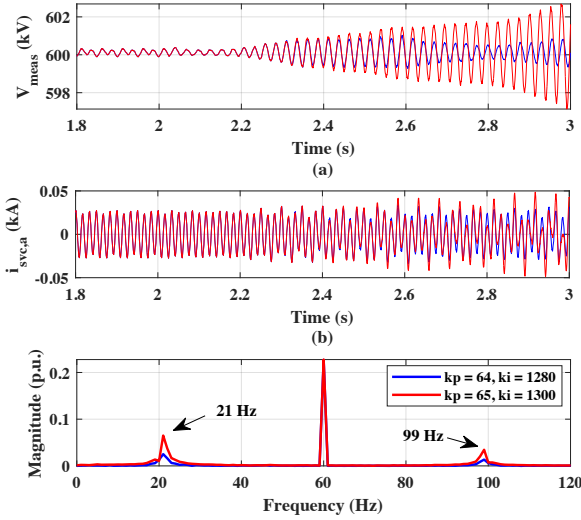 602
600
598
V_meas (kV)
1.8 2 2.2 2.4 2.6 2.8 3
Time (s)
(a)
0.05
0
-0.05
i_svc,a (kA)
1.8 2 2.2 2.4 2.6 2.8 3
Time (s)
(b)
0.2
0.1
0
Magnitude (p.u.)
kp = 64, ki = 1280
kp = 65, ki = 1300
21 Hz
99 Hz
0 20 40 60 80 100 120
Frequency (Hz)